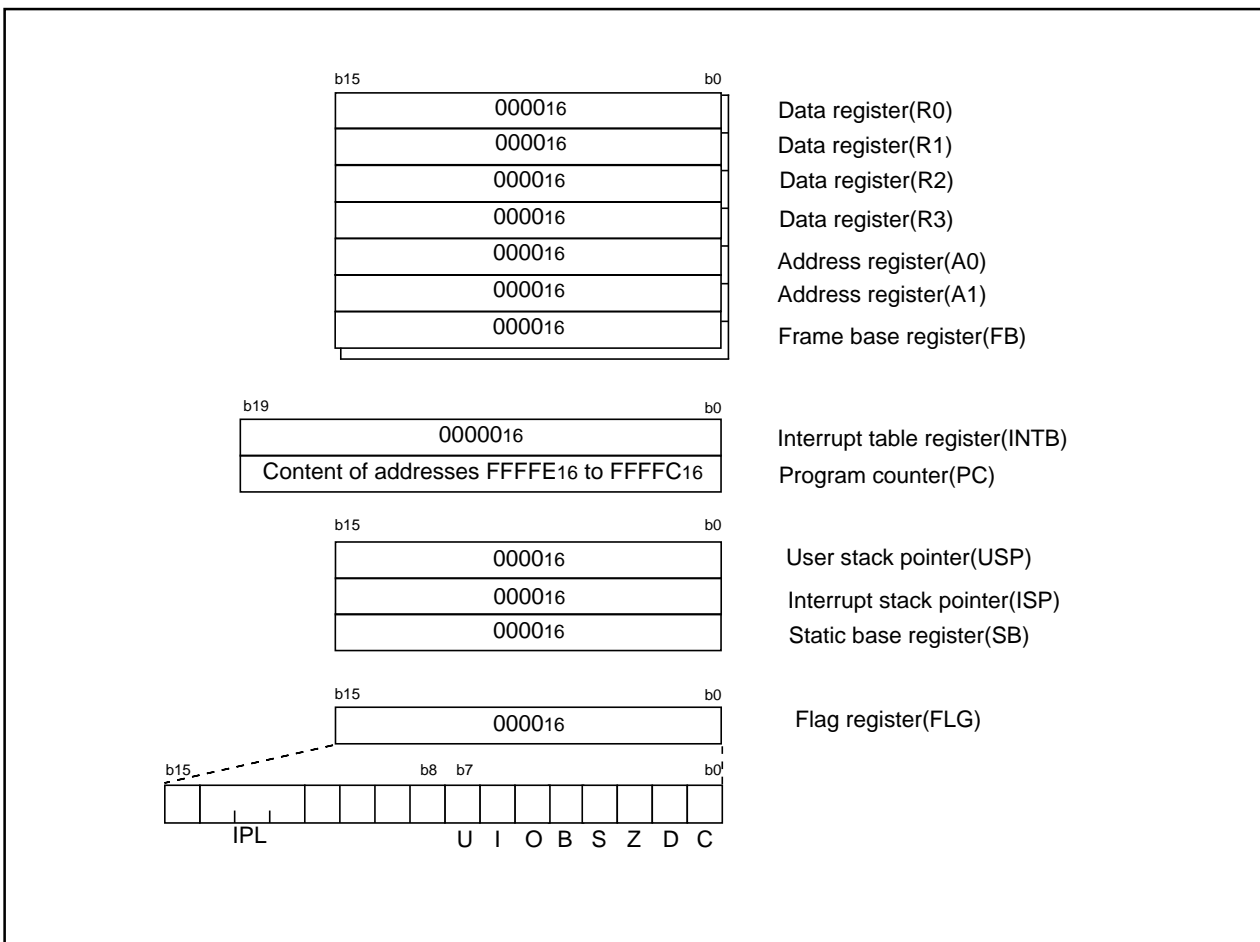 b15 b0
000016 Data register(R0)
000016 Data register(R1)
000016 Data register(R2)
000016 Data register(R3)
000016 Address register(A0)
000016 Address register(A1)
000016 Frame base register(FB)
b19 b0
0000016 Interrupt table register(INTB)
Content of addresses FFFFE16 to FFFFC16 Program counter(PC)
b15 b0
000016 User stack pointer(USP)
000016 Interrupt stack pointer(ISP)
000016 Static base register(SB)
b15 b0
000016 Flag register(FLG)
b15 b8 b7 b0
IPL U I O B S Z D C